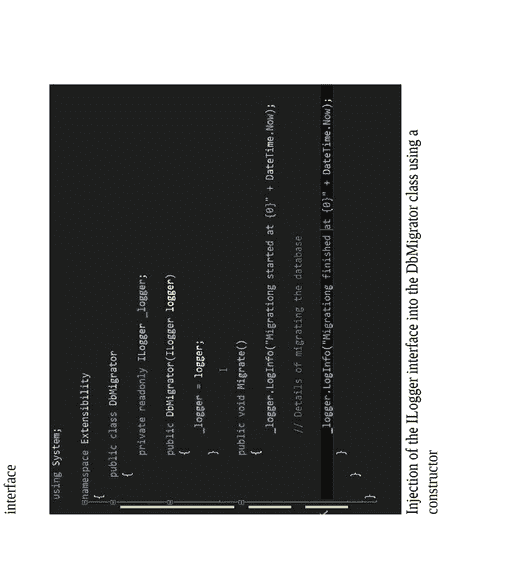 interface
using System;
namespace Extensibility
{
public class DbMigrator
{
private readonly ILogger _logger;
public DbMigrator(ILogger logger)
{
_logger = logger;
}
public void Migrate()
{
_logger.LogInfo("Migrationg started at {0}" + DateTime.Now);
// Details of migrating the database
_logger.LogInfo("Migrationg finished at {0}" + DateTime.Now);
}
}
}
Injection of the ILogger interface into the DbMigrator class using a
constructor